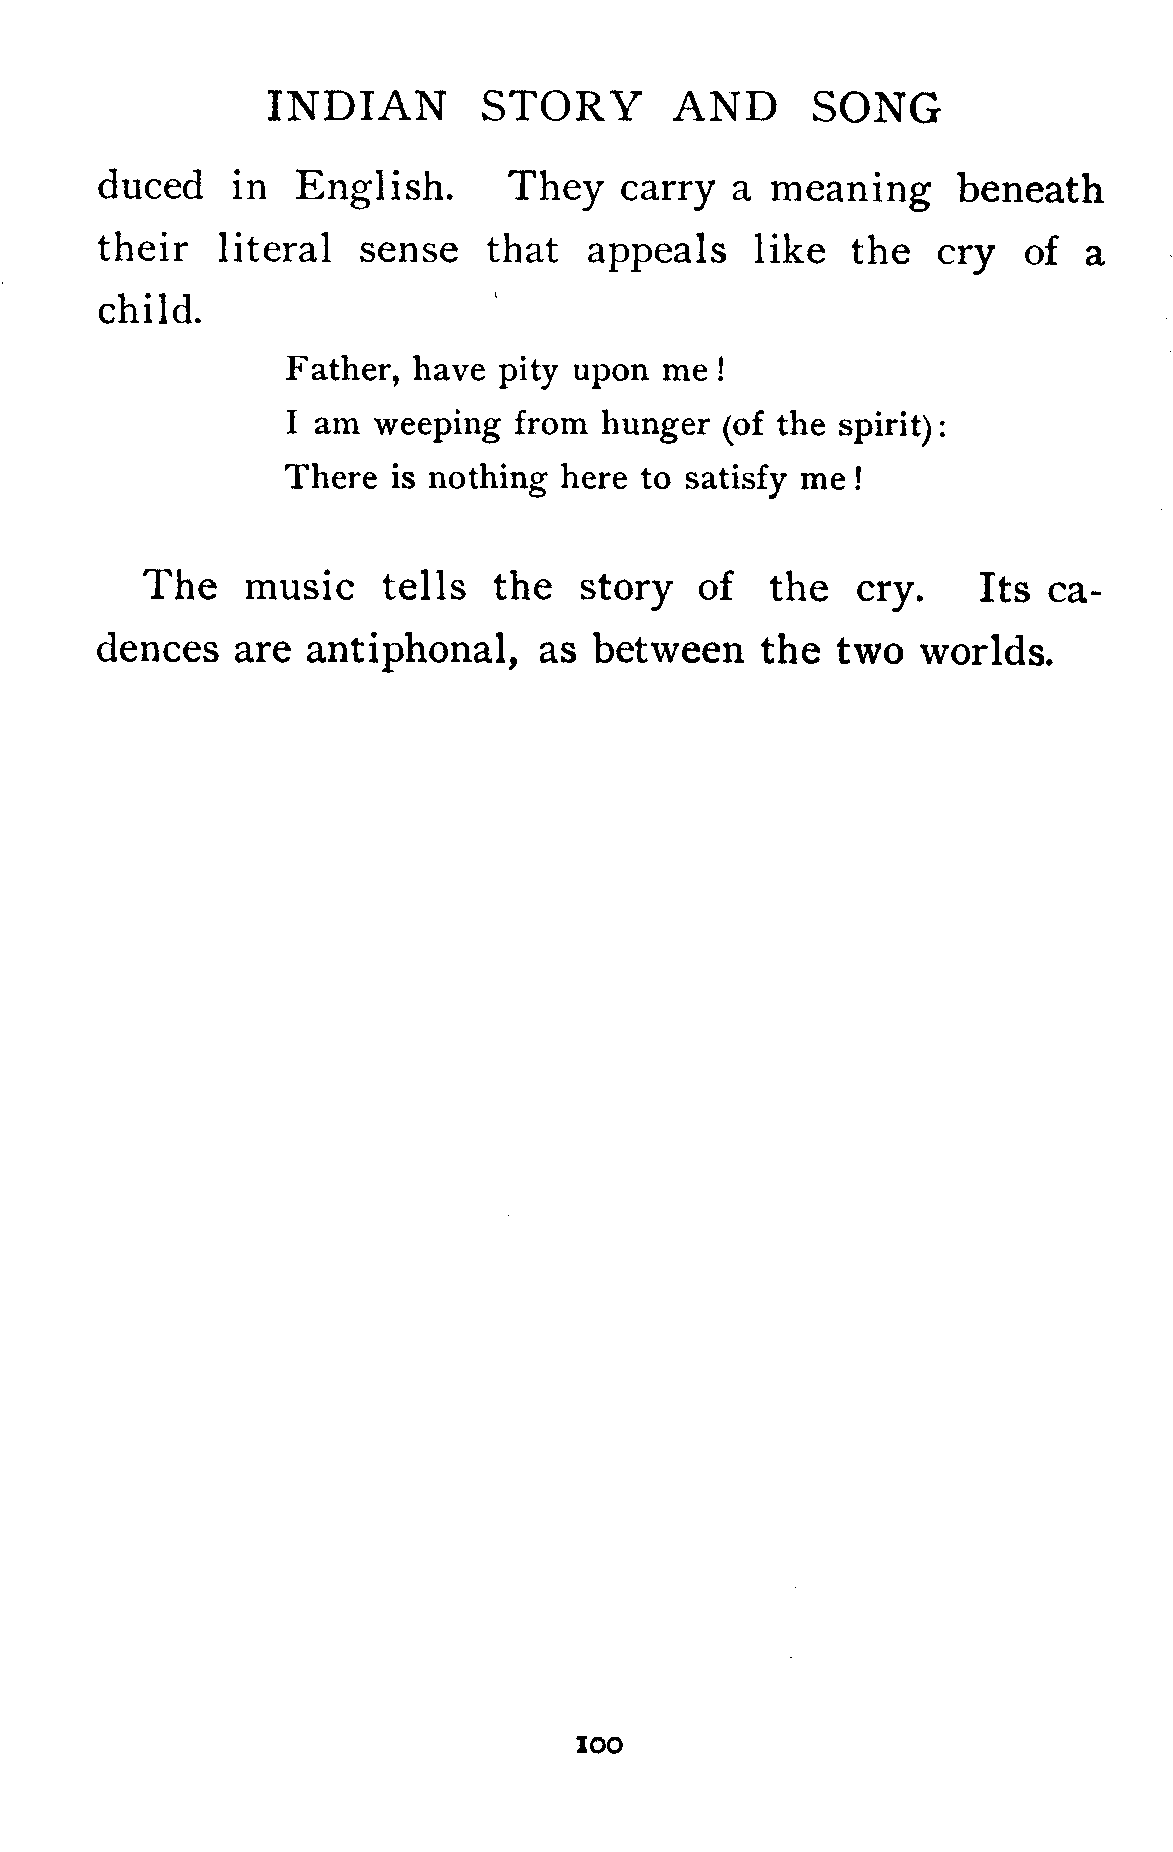 INDIAN STORY AND SONG
duced in English. They carry a meaning beneath
their literal sense that appeals like the cry of a
child.
Father, have pity upon me!
I am weeping from hunger (of the spirit):
There is nothing here to satisfy me!
The music tells the story of the cry. Its ca-
dences are antiphonal, as between the two worlds.
100